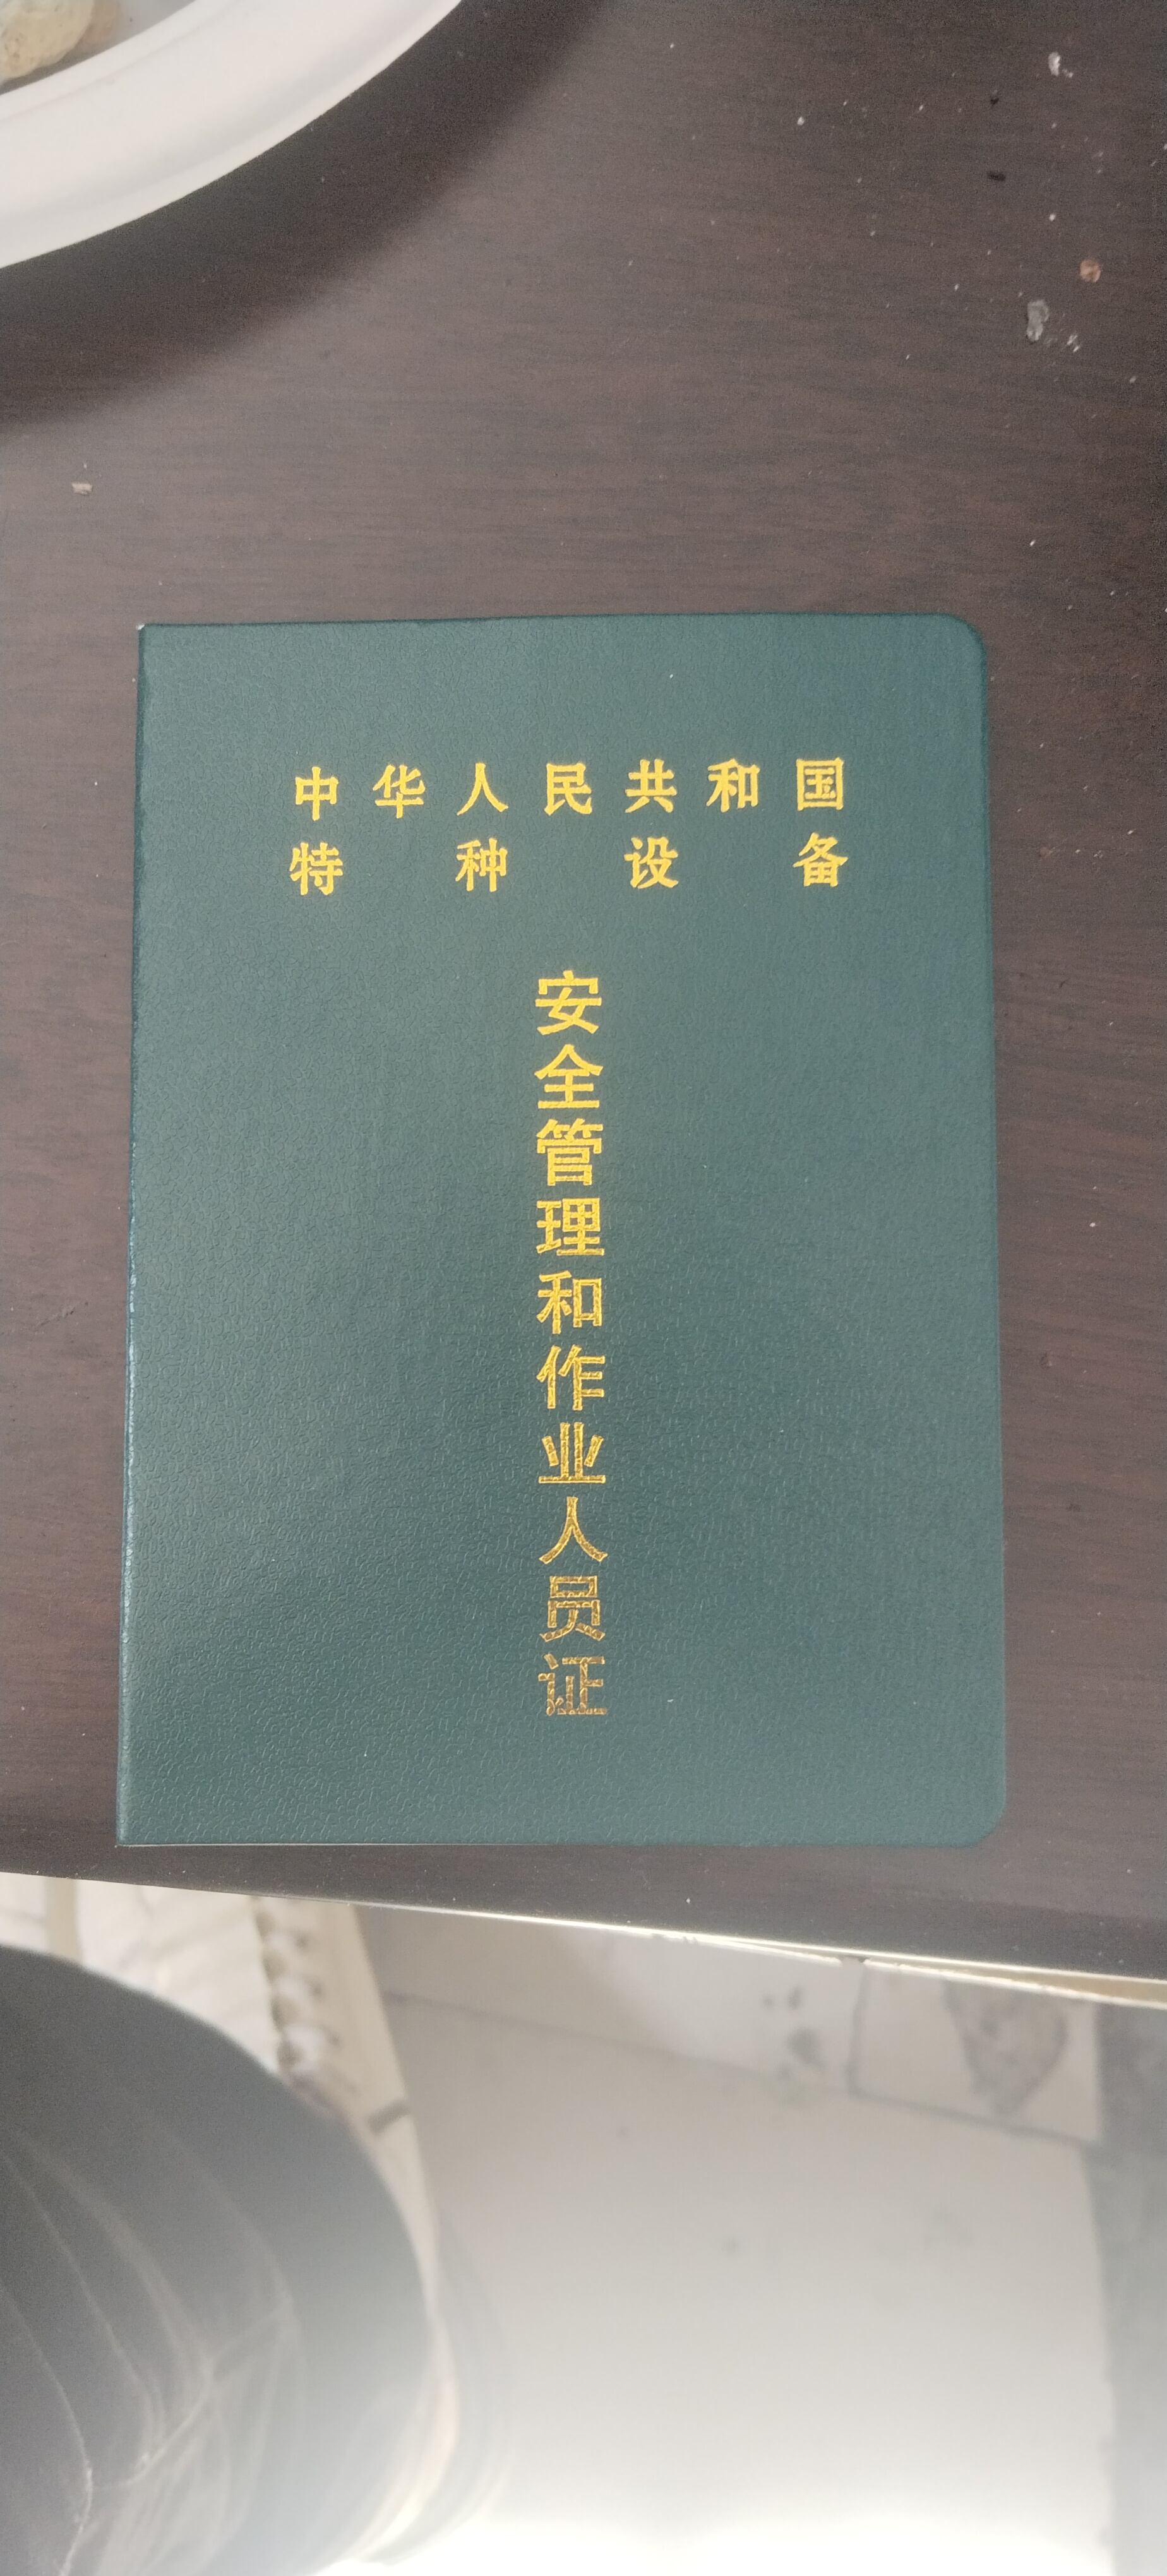 中华人民共和国
特种设备
安全管理和作业人员证